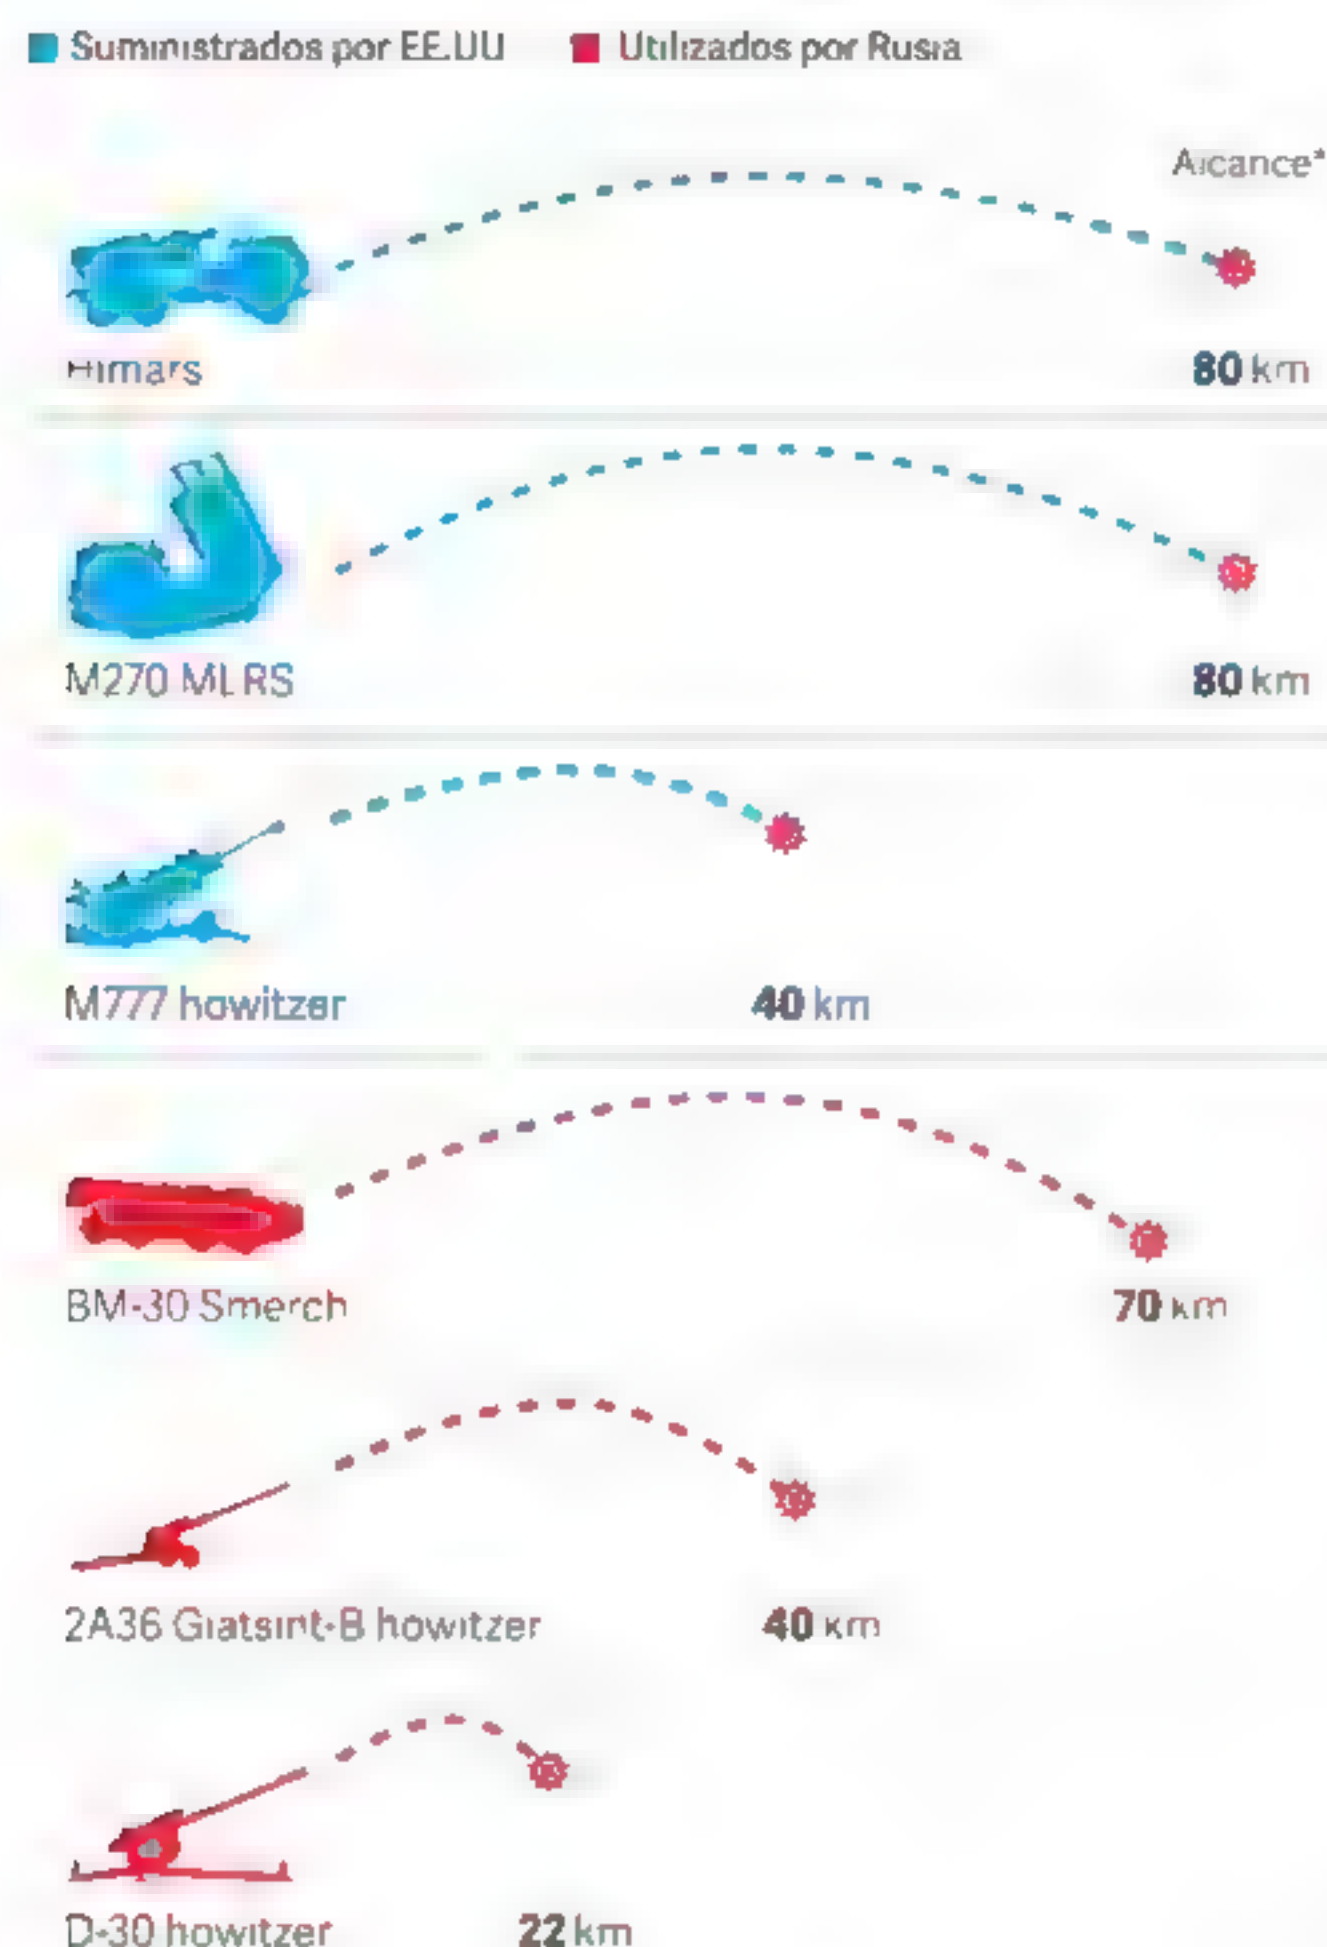 Suministrados por EE.UU Utilizados por Rusia
Alcance*
Himars 80 km
M270 MLRS 80 km
M777 howitzer 40 km
BM-30 Smerch 70 km
2A36 Giatsint-B howitzer 40 km
D-30 howitzer 22 km